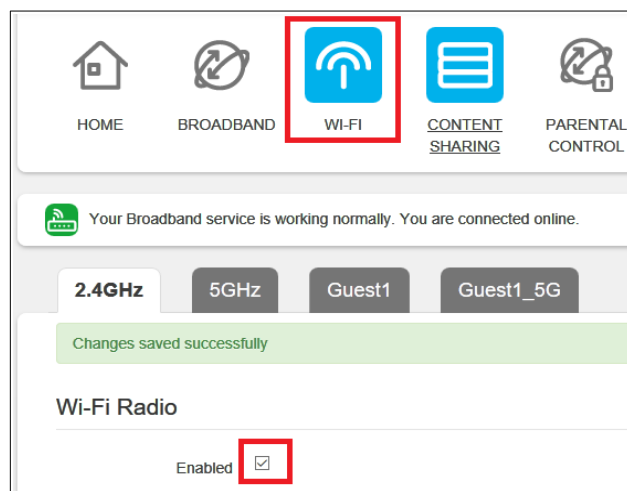 HOME BROADBAND WI-FI CONTENT SHARING PARENTAL CONTROL
Your Broadband service is working normally. You are connected online.
2.4GHz 5GHz Guest1 Guest1_5G
Changes saved successfully
Wi-Fi Radio
Enabled